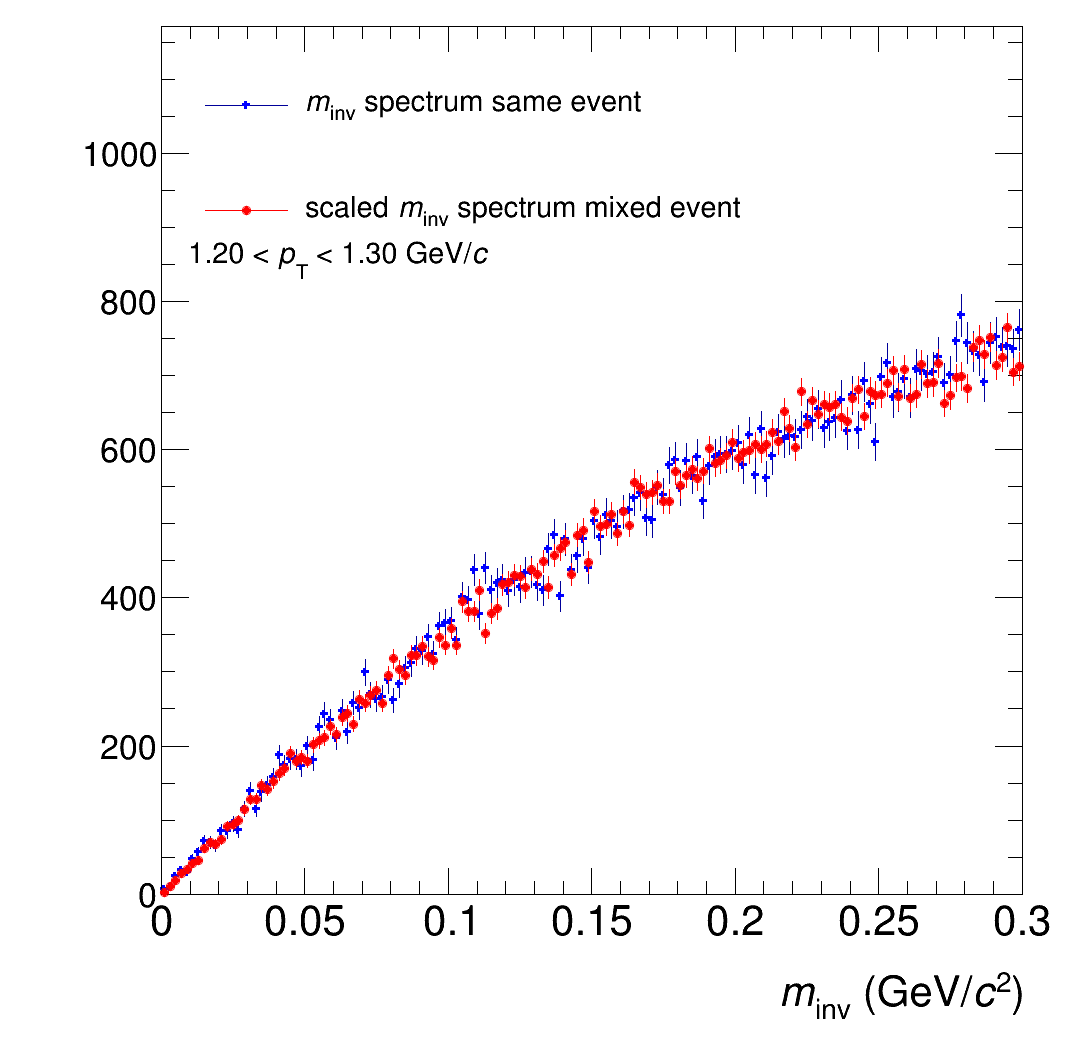 m_inv spectrum same event
scaled m_inv spectrum mixed event
1.20 < p_T < 1.30 GeV/c
1000
800
600
400
200
0
0 0.05 0.1 0.15 0.2 0.25 0.3
m_inv (GeV/c²)